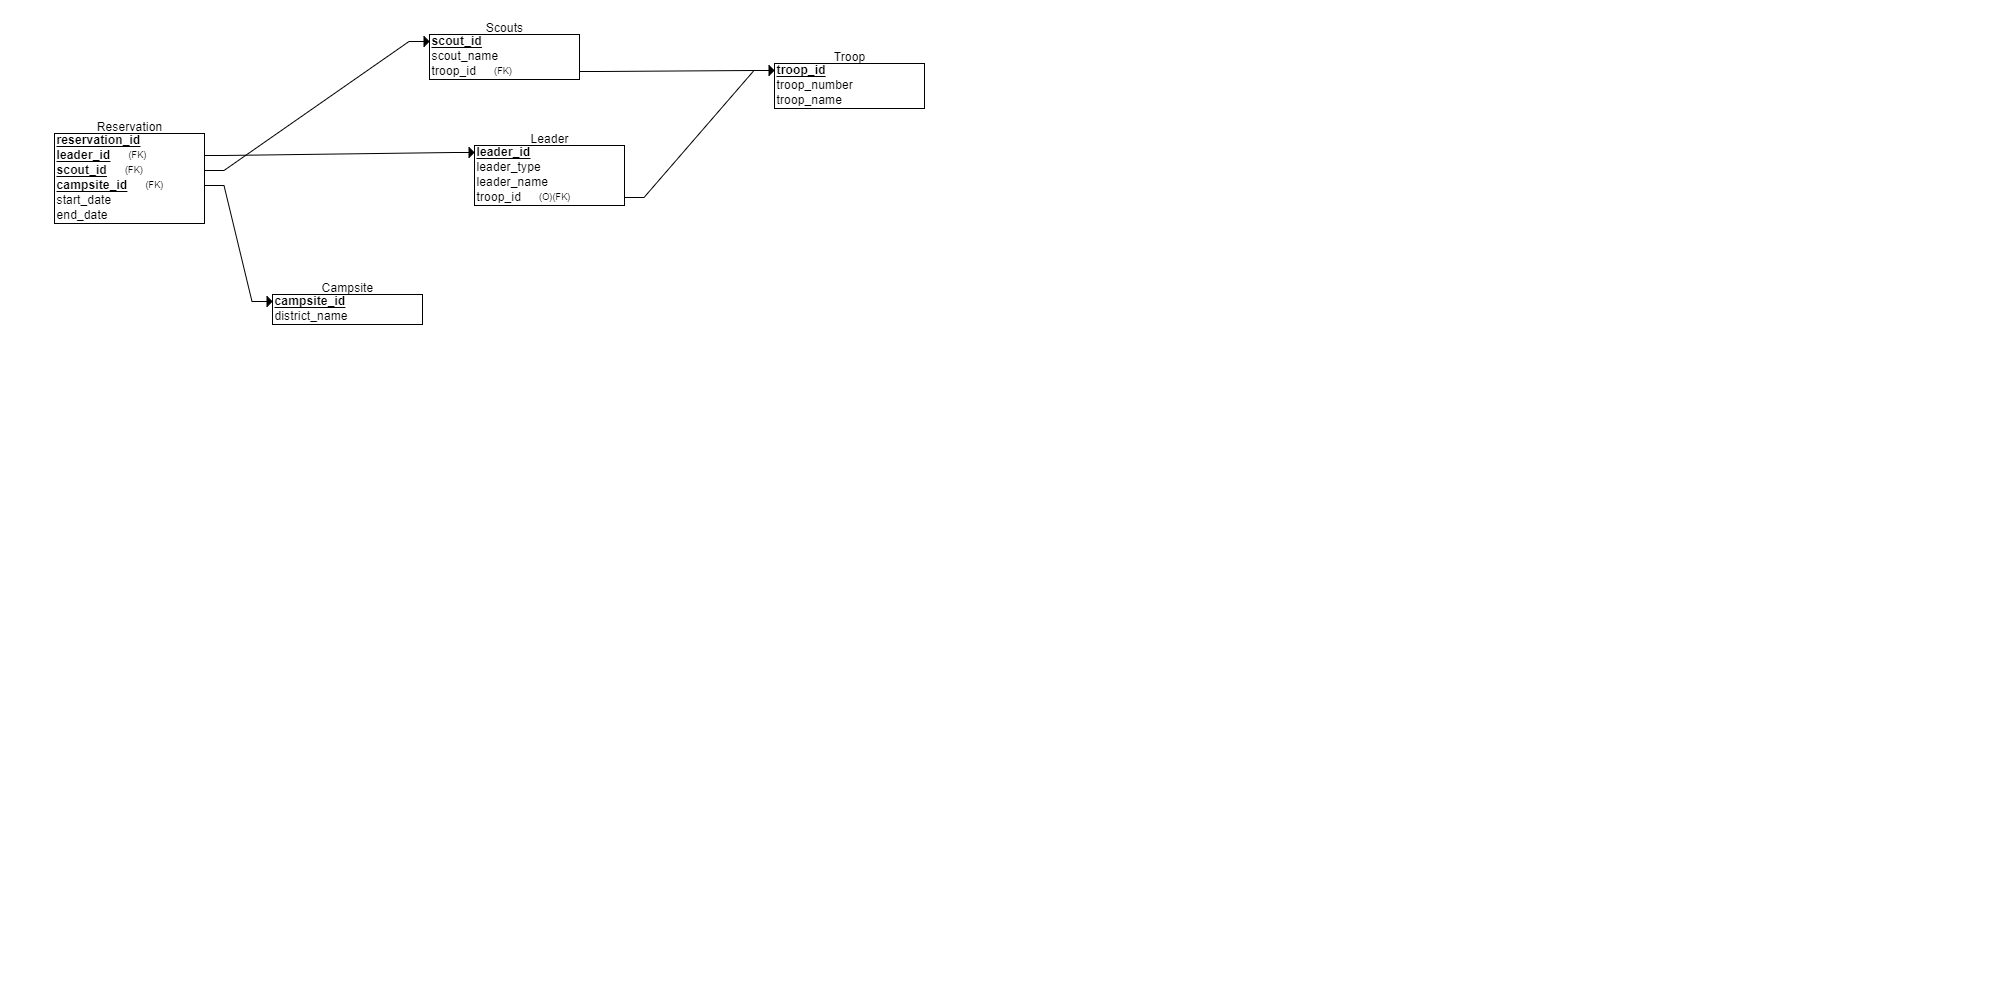 Scouts
scout_id
scout_name
troop_id (FK)
Troop
troop_id
troop_number
troop_name
Reservation
reservation_id
leader_id (FK)
scout_id (FK)
campsite_id (FK)
start_date
end_date
Leader
leader_id
leader_type
leader_name
troop_id (O)(FK)
Campsite
campsite_id
district_name